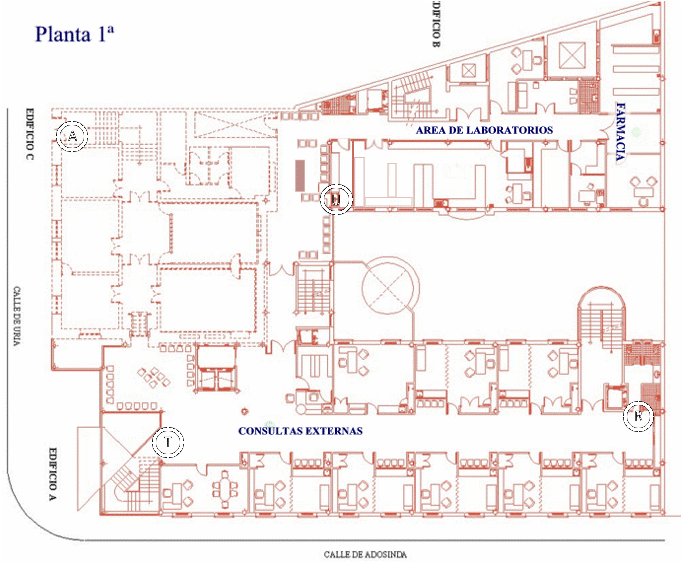 Planta 1ª
EDIFICIO B
EDIFICIO C
A
AREA DE LABORATORIOS
FARMACIA
CALLE DE URIA
CONSULTAS EXTERNAS
EDIFICIO A
CALLE DE ADOSINDA